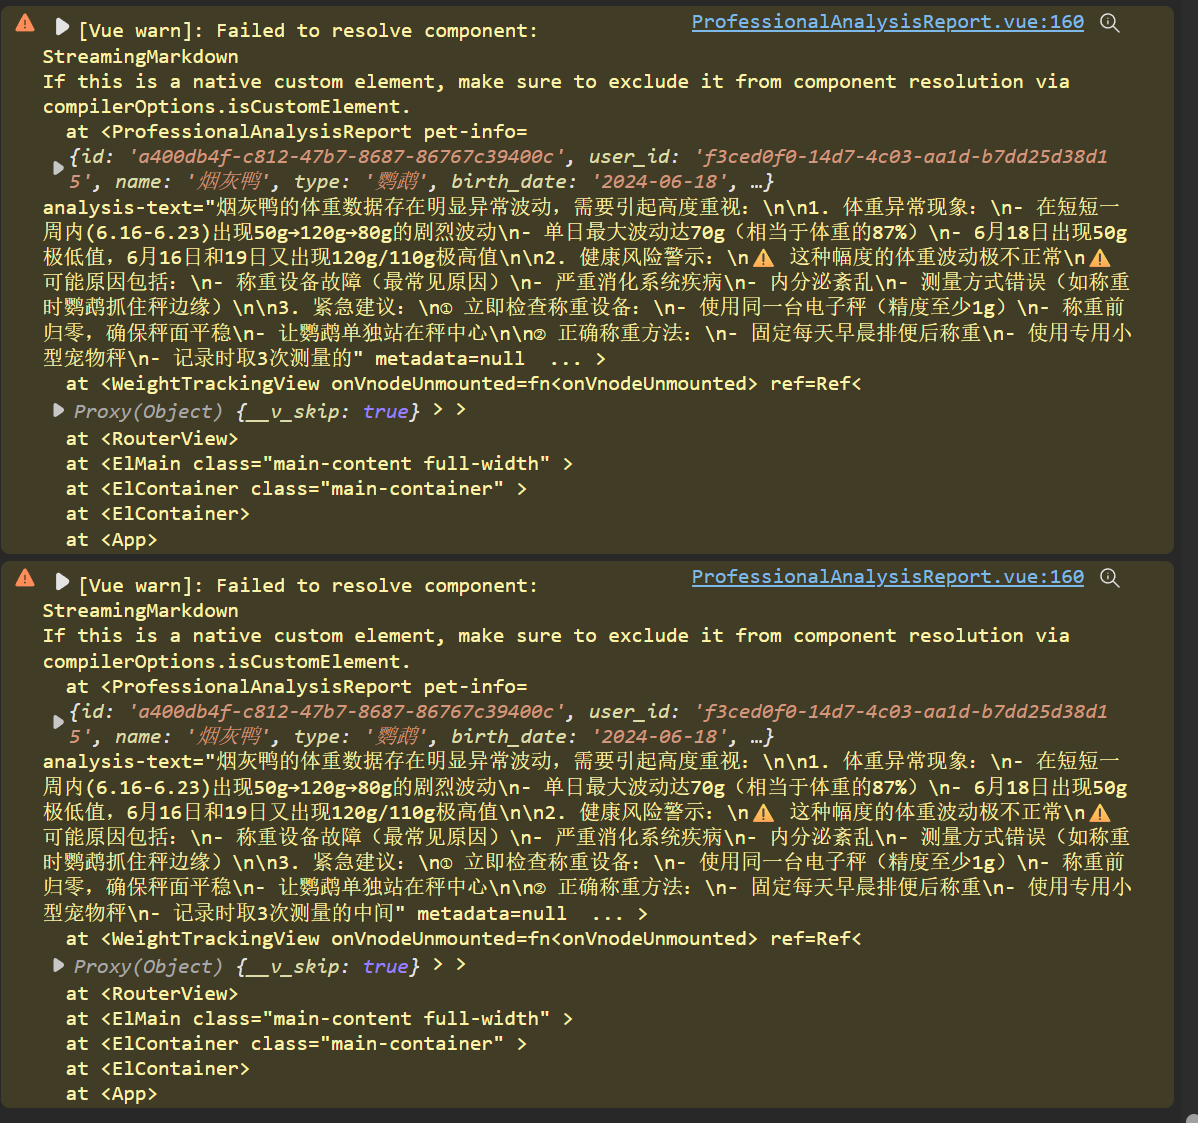 [Vue warn]: Failed to resolve component: ProfessionalAnalysisReport.vue:160
StreamingMarkdown
If this is a native custom element, make sure to exclude it from component resolution via
compilerOptions.isCustomElement.
at <ProfessionalAnalysisReport pet-info=
{id: 'a400db4f-c812-47b7-8687-86767c39400c', user_id: 'f3ced0f0-14d7-4c03-aa1d-b7dd25d38d1
5', name: '烟灰鸭', type: '鹦鹉', birth_date: '2024-06-18', …}
analysis-text="烟灰鸭的体重数据存在明显异常波动，需要引起高度重视：\n\n1. 体重异常现象：\n- 在短短一
周内(6.16-6.23)出现50g→120g→80g的剧烈波动\n- 单日最大波动达70g（相当于体重的87%）\n- 6月18日出现50g
极低值，6月16日和19日又出现120g/110g极高值\n\n2. 健康风险警示：\n⚠️ 这种幅度的体重波动极不正常\n⚠️
可能原因包括：\n- 称重设备故障（最常见原因）\n- 严重消化系统疾病\n- 内分泌紊乱\n- 测量方式错误（如称重
时鹦鹉抓住秤边缘）\n\n3. 紧急建议：\n① 立即检查称重设备：\n- 使用同一台电子秤（精度至少1g）\n- 称重前
归零，确保秤面平稳\n- 让鹦鹉单独站在秤中心\n\n② 正确称重方法：\n- 固定每天早晨排便后称重\n- 使用专用小
型宠物秤\n- 记录时取3次测量的" metadata=null ... >
at <WeightTrackingView onVnodeUnmounted=fn<onVnodeUnmounted> ref=Ref<
Proxy(Object) {__v_skip: true} > >
at <RouterView>
at <ElMain class="main-content full-width" >
at <ElContainer class="main-container" >
at <ElContainer>
at <App>
[Vue warn]: Failed to resolve component: ProfessionalAnalysisReport.vue:160
StreamingMarkdown
If this is a native custom element, make sure to exclude it from component resolution via
compilerOptions.isCustomElement.
at <ProfessionalAnalysisReport pet-info=
{id: 'a400db4f-c812-47b7-8687-86767c39400c', user_id: 'f3ced0f0-14d7-4c03-aa1d-b7dd25d38d1
5', name: '烟灰鸭', type: '鹦鹉', birth_date: '2024-06-18', …}
analysis-text="烟灰鸭的体重数据存在明显异常波动，需要引起高度重视：\n\n1. 体重异常现象：\n- 在短短一
周内(6.16-6.23)出现50g→120g→80g的剧烈波动\n- 单日最大波动达70g（相当于体重的87%）\n- 6月18日出现50g
极低值，6月16日和19日又出现120g/110g极高值\n\n2. 健康风险警示：\n⚠️ 这种幅度的体重波动极不正常\n⚠️
可能原因包括：\n- 称重设备故障（最常见原因）\n- 严重消化系统疾病\n- 内分泌紊乱\n- 测量方式错误（如称重
时鹦鹉抓住秤边缘）\n\n3. 紧急建议：\n① 立即检查称重设备：\n- 使用同一台电子秤（精度至少1g）\n- 称重前
归零，确保秤面平稳\n- 让鹦鹉单独站在秤中心\n\n② 正确称重方法：\n- 固定每天早晨排便后称重\n- 使用专用小
型宠物秤\n- 记录时取3次测量的中间" metadata=null ... >
at <WeightTrackingView onVnodeUnmounted=fn<onVnodeUnmounted> ref=Ref<
Proxy(Object) {__v_skip: true} > >
at <RouterView>
at <ElMain class="main-content full-width" >
at <ElContainer class="main-container" >
at <ElContainer>
at <App>